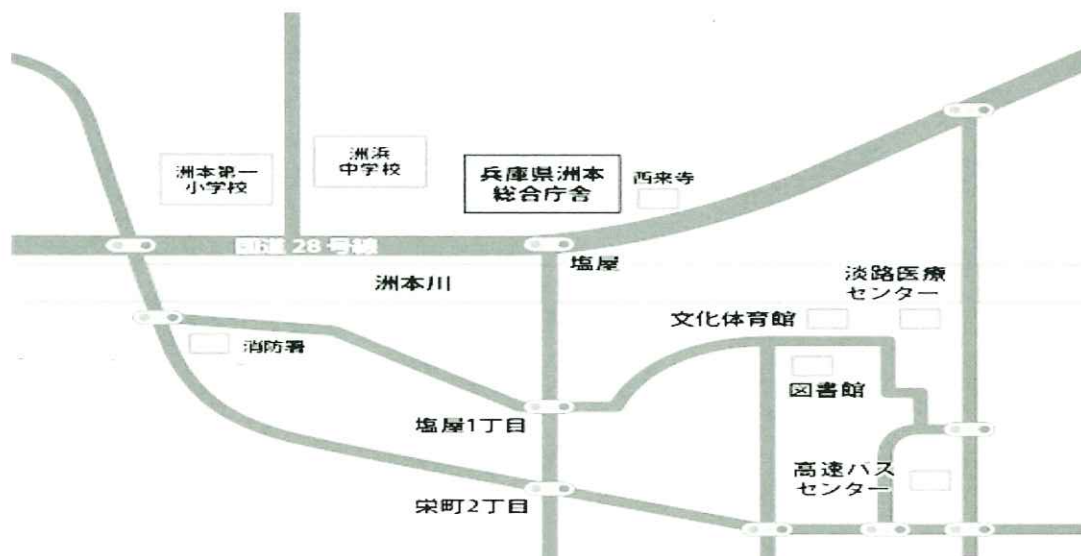 洲本第一
小学校
洲浜
中学校
兵庫県洲本
総合庁舎
西来寺
国道28号線
塩屋
洲本川
淡路医療
センター
文化体育館
消防署
図書館
塩屋1丁目
高速バス
センター
栄町2丁目